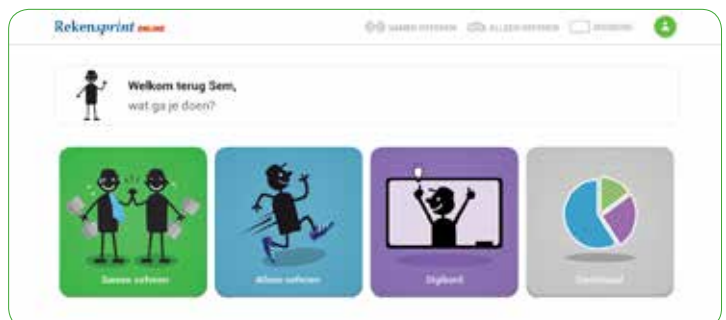 Rekensprint ONLINE
SAMEN OEFENEN ALLEEN OEFENEN DIGIBORD
Welkom terug Sem,
wat ga je doen?
Samen oefenen
Alleen oefenen
Digibord